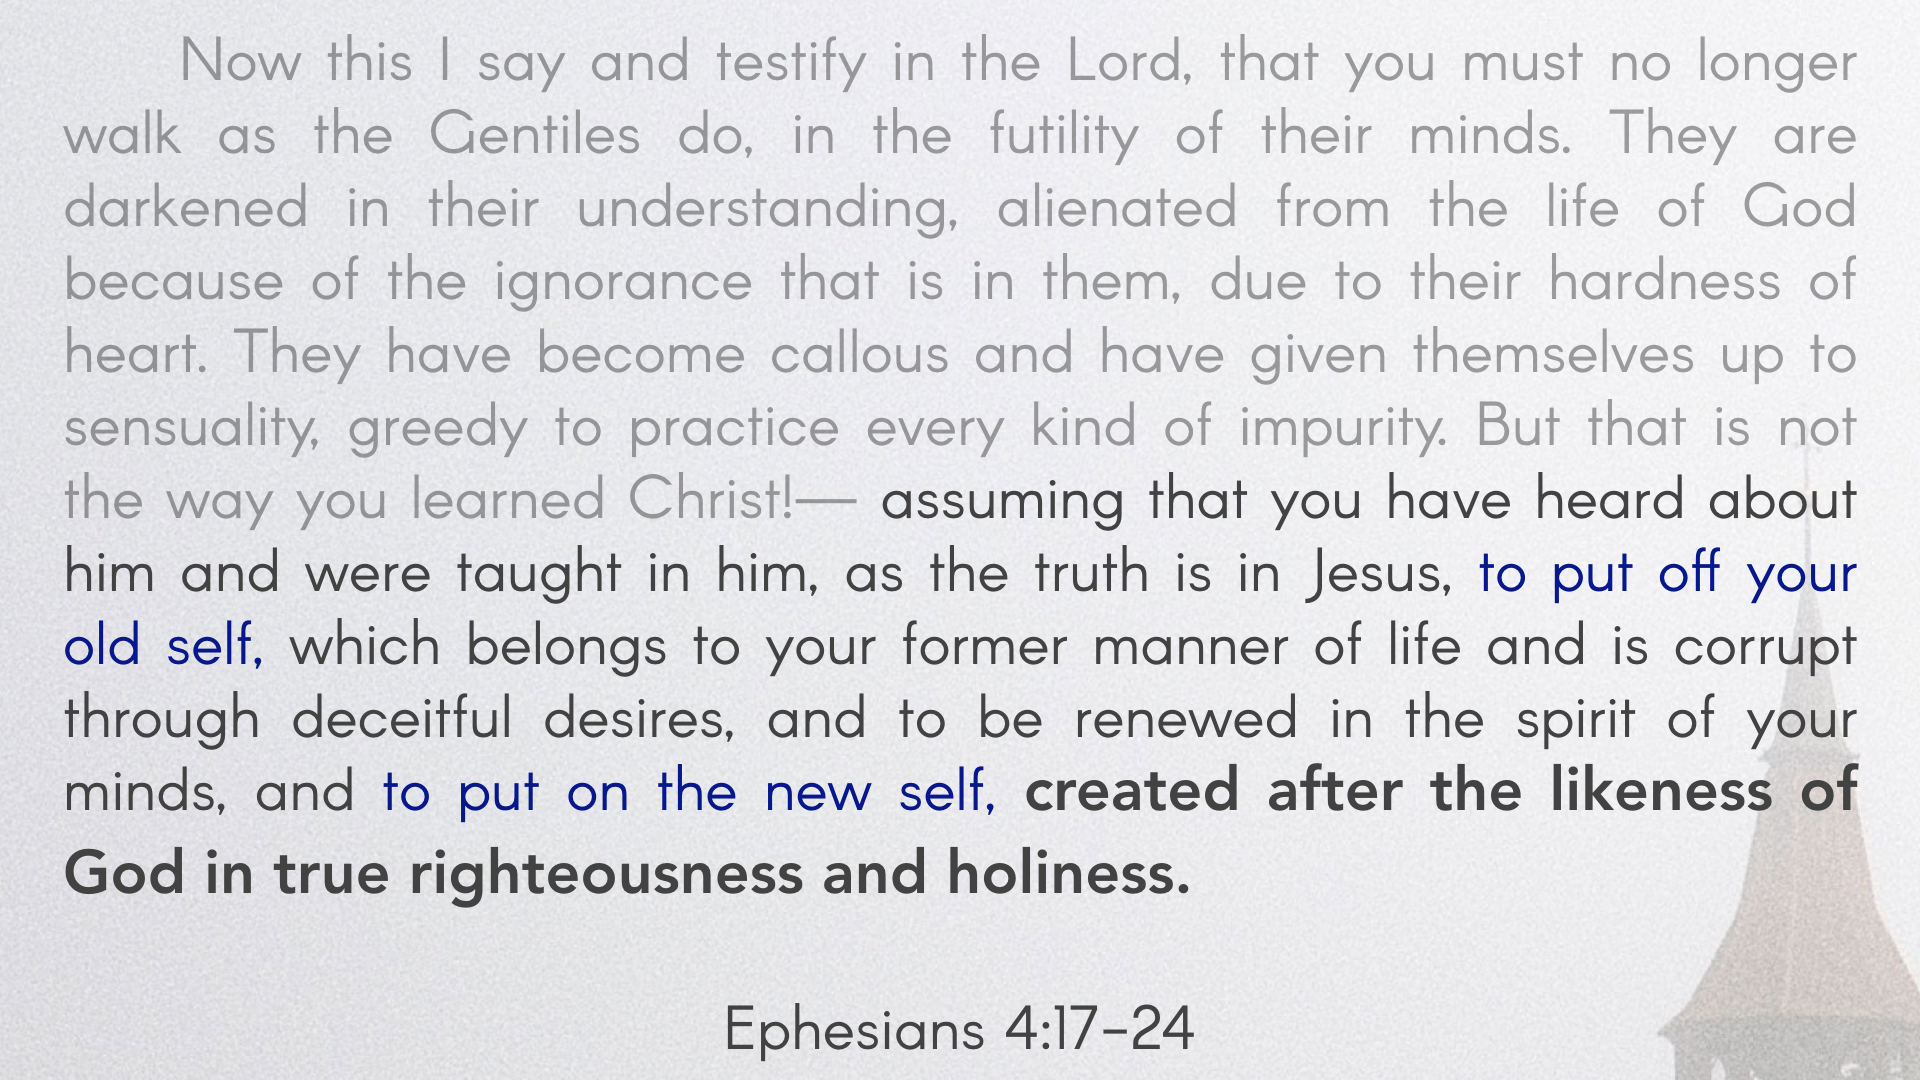 Now this I say and testify in the Lord, that you must no longer
walk as the Gentiles do, in the futility of their minds. They are
darkened in their understanding, alienated from the life of God
because of the ignorance that is in them, due to their hardness of
heart. They have become callous and have given themselves up to
sensuality, greedy to practice every kind of impurity. But that is not
the way you learned Christ!— assuming that you have heard about
him and were taught in him, as the truth is in Jesus, to put off your
old self, which belongs to your former manner of life and is corrupt
through deceitful desires, and to be renewed in the spirit of your
minds, and to put on the new self, created after the likeness of
God in true righteousness and holiness.
Ephesians 4:17–24